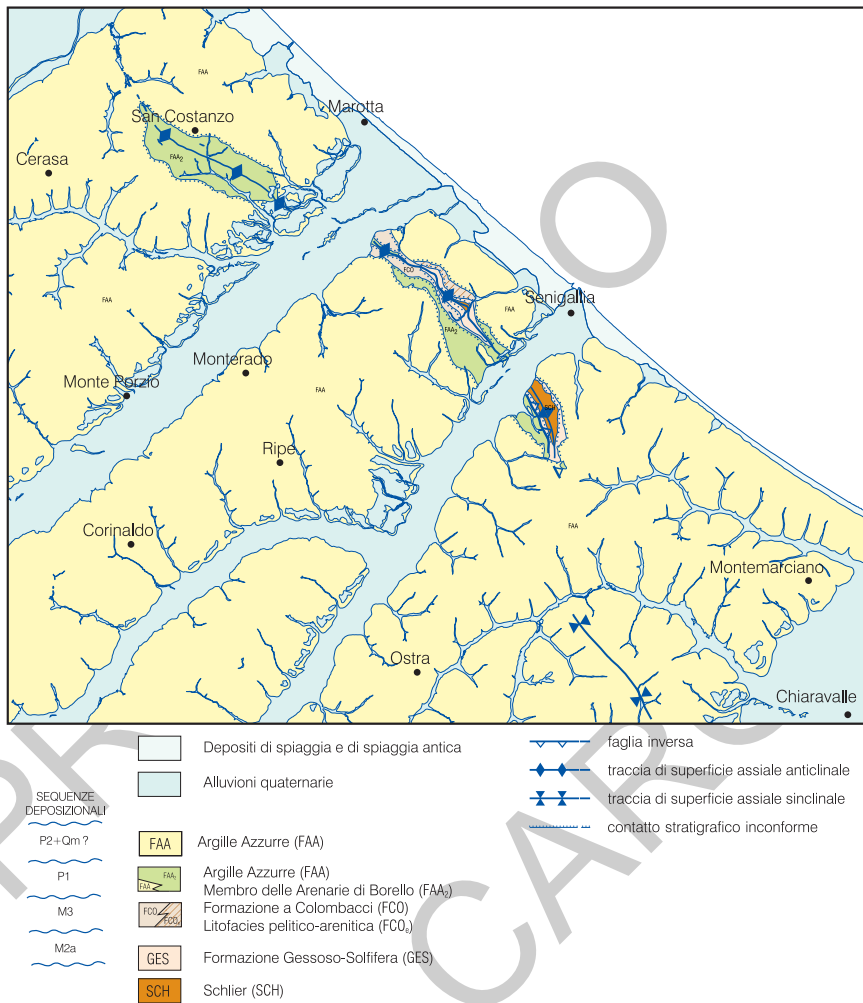 FAA
San Costanzo
Marotta
FAA2
Cerasa
FCO
Senigallia
FAA
FAA
FAA2
Monterado
Monte Porzio
FAA
Ripe
Corinaldo
FAA
Montemarciano
Ostra
Chiaravalle
Depositi di spiaggia e di spiaggia antica
Alluvioni quaternarie
faglia inversa
traccia di superficie assiale anticlinale
traccia di superficie assiale sinclinale
contatto stratigrafico inconforme
SEQUENZE
DEPOSIZIONALI
P2+Qm ?
P1
M3
M2a
FAA
Argille Azzurre (FAA)
FAA
Argille Azzurre (FAA)
Membro delle Arenarie di Borello (FAA2)
FCO
Formazione a Colombacci (FCO)
Litofacies pelitico-arenitica (FCO
GES
Formazione Gessoso-Solfifera (GES)
SCH
Schlier (SCH)